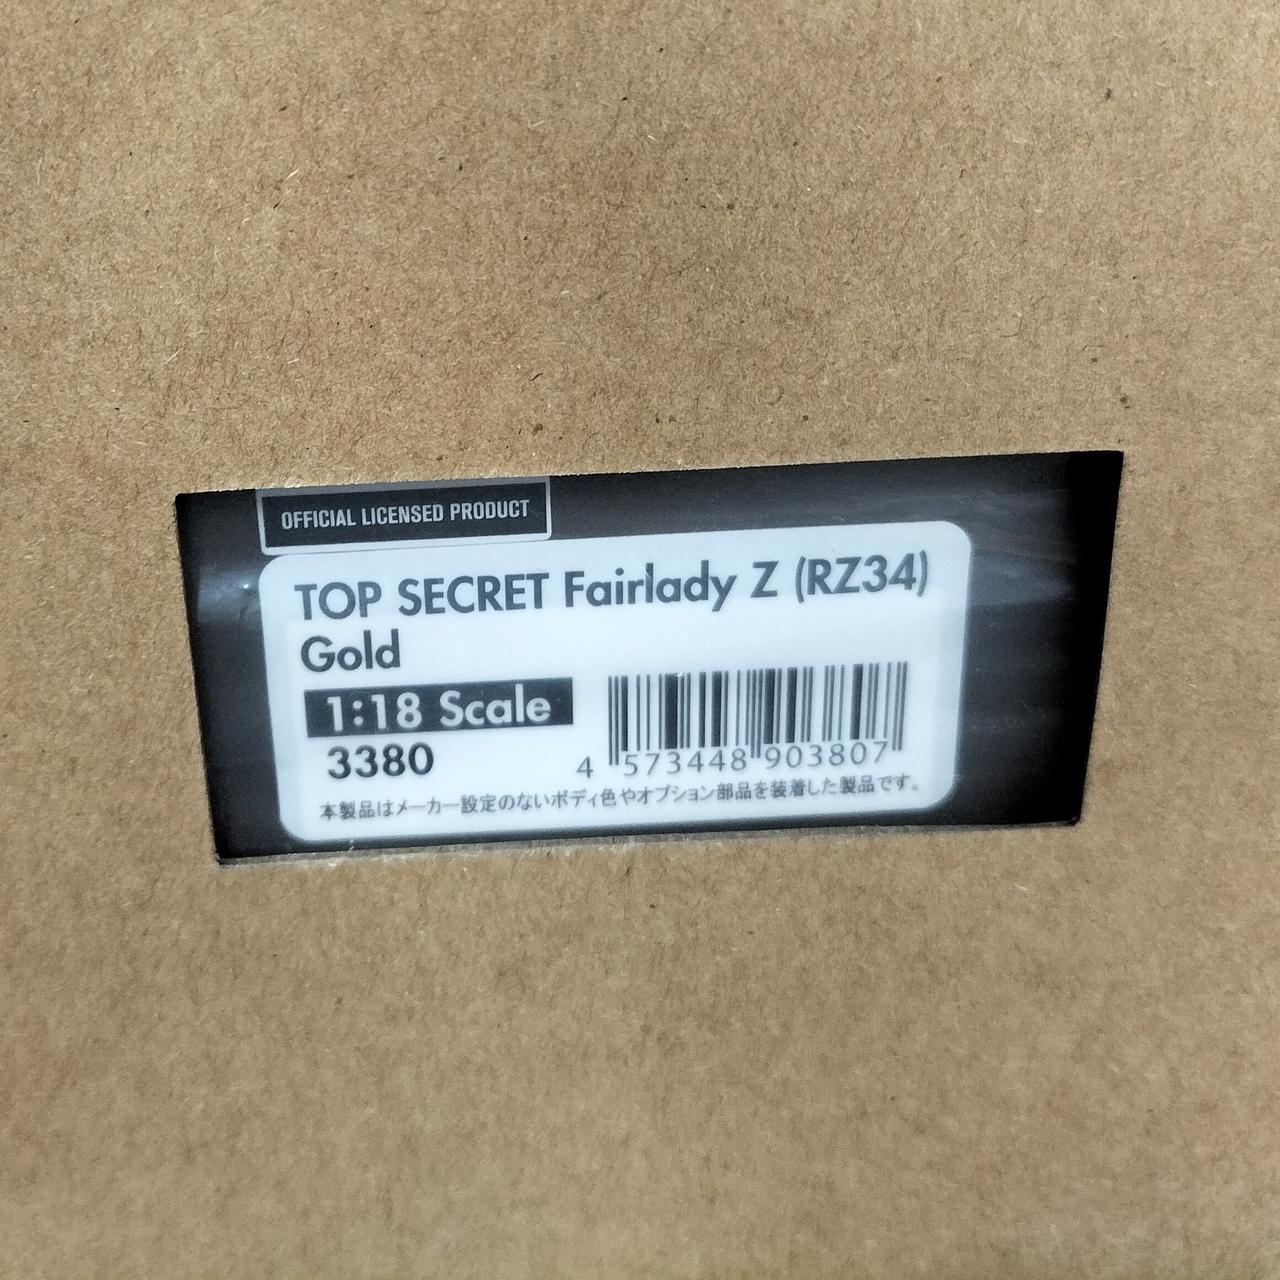 OFFICIAL LICENSED PRODUCT
TOP SECRET Fairlady Z (RZ34)
Gold
1:18 Scale
3380
4 573448 903807
本製品はメーカー設定のないボディ色やオプション部品を装着した製品です。